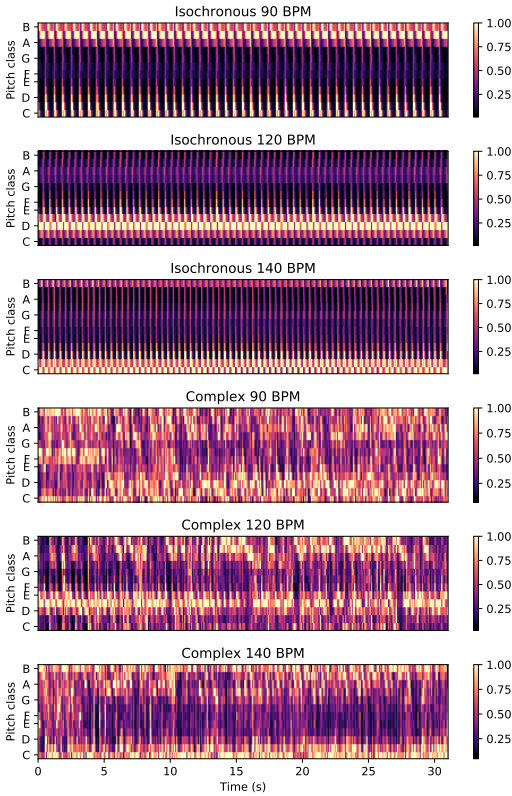 Isochronous 90 BPM
Pitch class
B
A
G
F
E
D
C
1.00
0.75
0.50
0.25
Isochronous 120 BPM
Pitch class
B
A
G
F
E
D
C
1.00
0.75
0.50
0.25
Isochronous 140 BPM
Pitch class
B
A
G
F
E
D
C
1.00
0.75
0.50
0.25
Complex 90 BPM
Pitch class
B
A
G
F
E
D
C
1.00
0.75
0.50
0.25
Complex 120 BPM
Pitch class
B
A
G
F
E
D
C
1.00
0.75
0.50
0.25
Complex 140 BPM
Pitch class
B
A
G
F
E
D
C
1.00
0.75
0.50
0.25
0 5 10 15 20 25 30
Time (s)